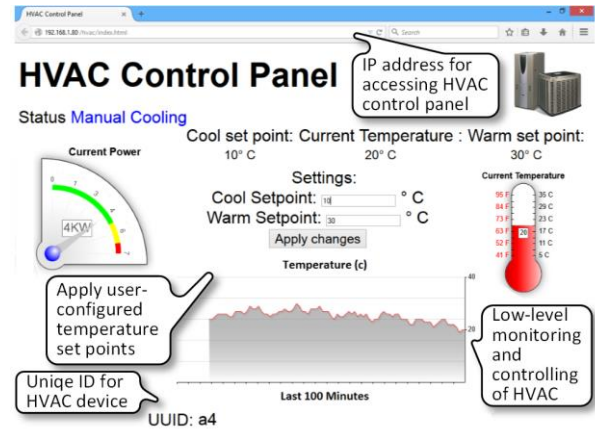 HVAC Control Panel
192.168.1.80/hvac/index.html
Search
IP address for
accessing HVAC
control panel
HVAC Control Panel
Status Manual Cooling
Cool set point: Current Temperature : Warm set point:
10° C 20° C 30° C
Current Power
4KW
Settings:
Cool Setpoint: 10 ° C
Warm Setpoint: 30 ° C
Apply changes
Current Temperature
95 F 35 C
84 F 29 C
73 F 23 C
63 F 20 17 C
52 F 11 C
41 F 5 C
Temperature (c)
40
20
Apply user-
configured
temperature
set points
Low-level
monitoring
and
controlling
of HVAC
Uniqe ID for
HVAC device
Last 100 Minutes
UUID: a4